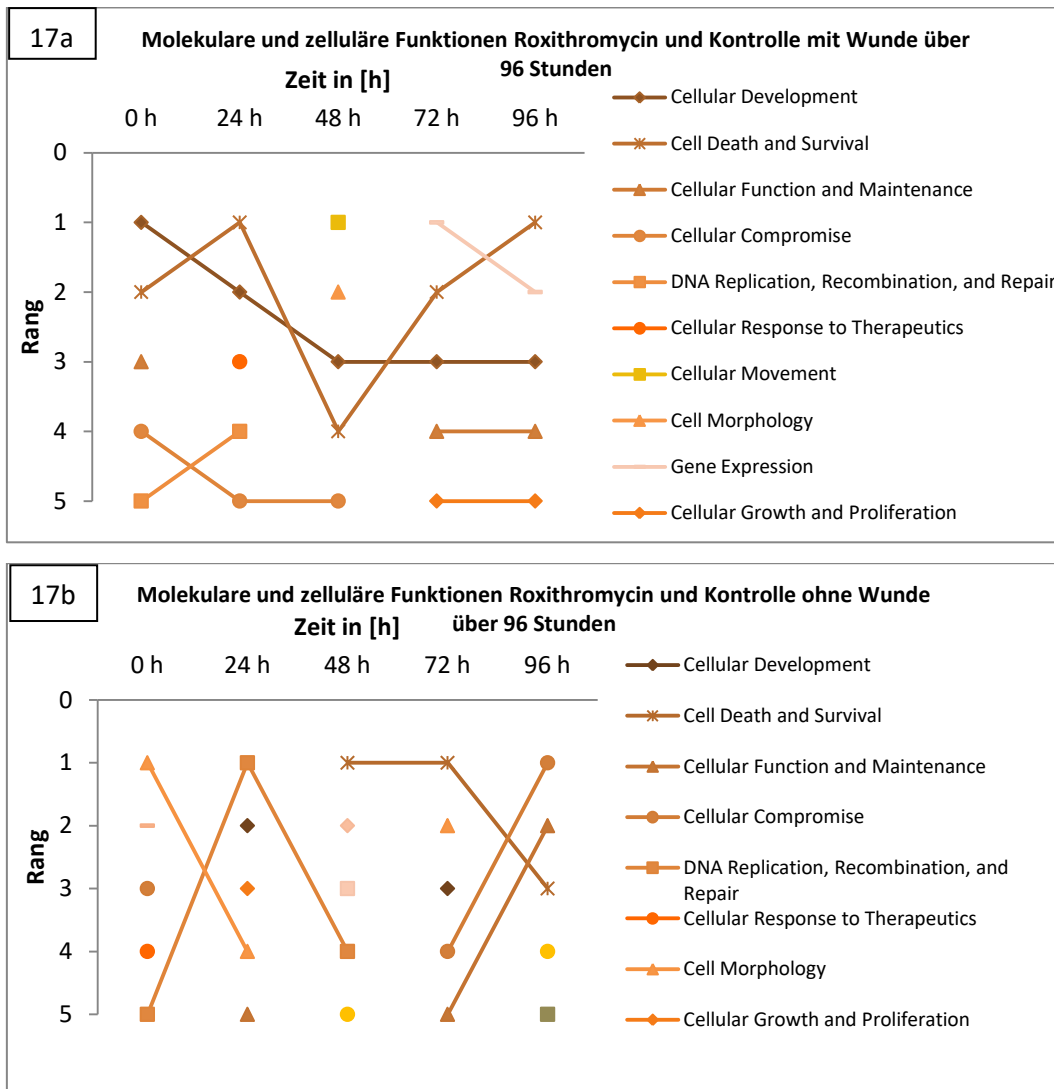 17a
Molekulare und zelluläre Funktionen Roxithromycin und Kontrolle mit Wunde über
96 Stunden
Zeit in [h]
0 h 24 h 48 h 72 h 96 h
0
1
2
3
4
5
Rang
Cellular Development
Cell Death and Survival
Cellular Function and Maintenance
Cellular Compromise
DNA Replication, Recombination, and Repair
Cellular Response to Therapeutics
Cellular Movement
Cell Morphology
Gene Expression
Cellular Growth and Proliferation
17b
Molekulare und zelluläre Funktionen Roxithromycin und Kontrolle ohne Wunde
über 96 Stunden
Zeit in [h]
0 h 24 h 48 h 72 h 96 h
0
1
2
3
4
5
Rang
Cellular Development
Cell Death and Survival
Cellular Function and Maintenance
Cellular Compromise
DNA Replication, Recombination, and
Repair
Cellular Response to Therapeutics
Cell Morphology
Cellular Growth and Proliferation